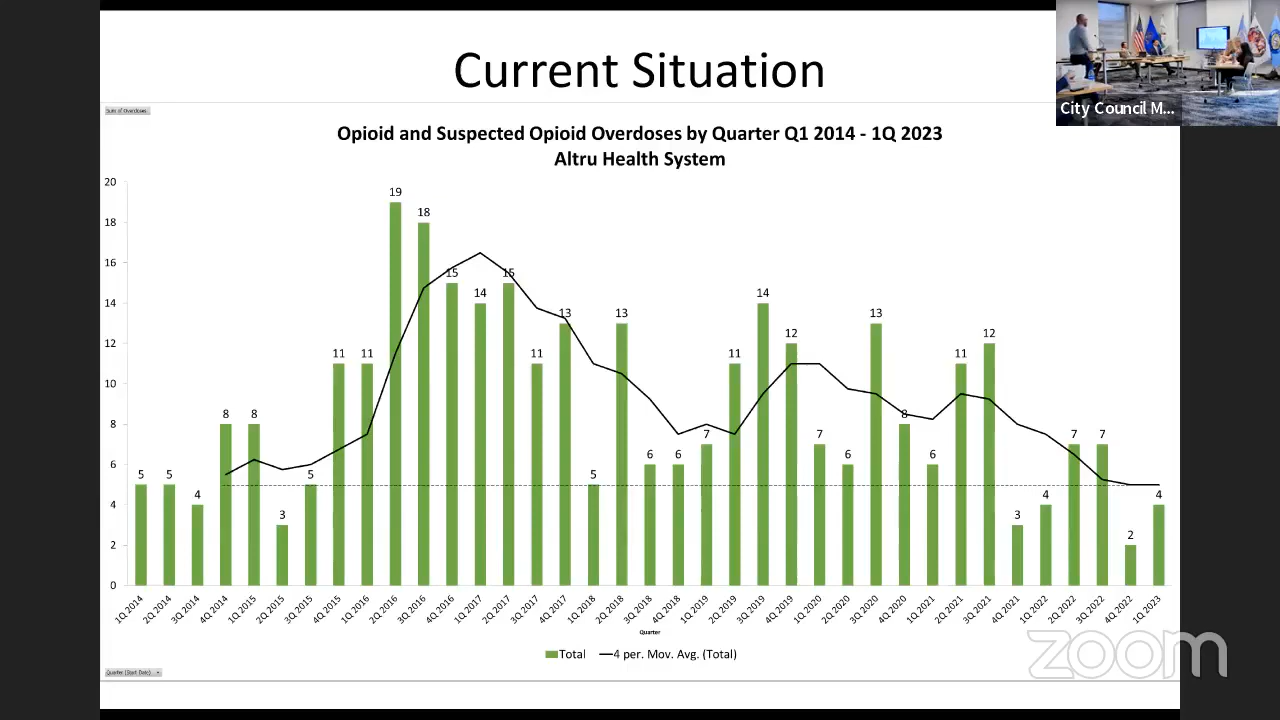 Current Situation
City Council M...
Sum of Overdoses
Opioid and Suspected Opioid Overdoses by Quarter Q1 2014 - 1Q 2023
Altru Health System
20
18
16
14
12
10
8
6
4
2
0
5
5
4
8
8
3
5
11
11
19
18
15
14
15
11
13
5
13
6
6
7
11
14
12
7
6
13
8
6
11
12
3
4
7
7
2
4
1Q 2014
2Q 2014
3Q 2014
4Q 2014
1Q 2015
2Q 2015
3Q 2015
4Q 2015
1Q 2016
2Q 2016
3Q 2016
4Q 2016
1Q 2017
2Q 2017
3Q 2017
4Q 2017
1Q 2018
2Q 2018
3Q 2018
4Q 2018
1Q 2019
2Q 2019
3Q 2019
4Q 2019
1Q 2020
2Q 2020
3Q 2020
4Q 2020
1Q 2021
2Q 2021
3Q 2021
4Q 2021
1Q 2022
2Q 2022
3Q 2022
4Q 2022
1Q 2023
Quarter
Total
4 per. Mov. Avg. (Total)
Quarter (Start Date)
zoom